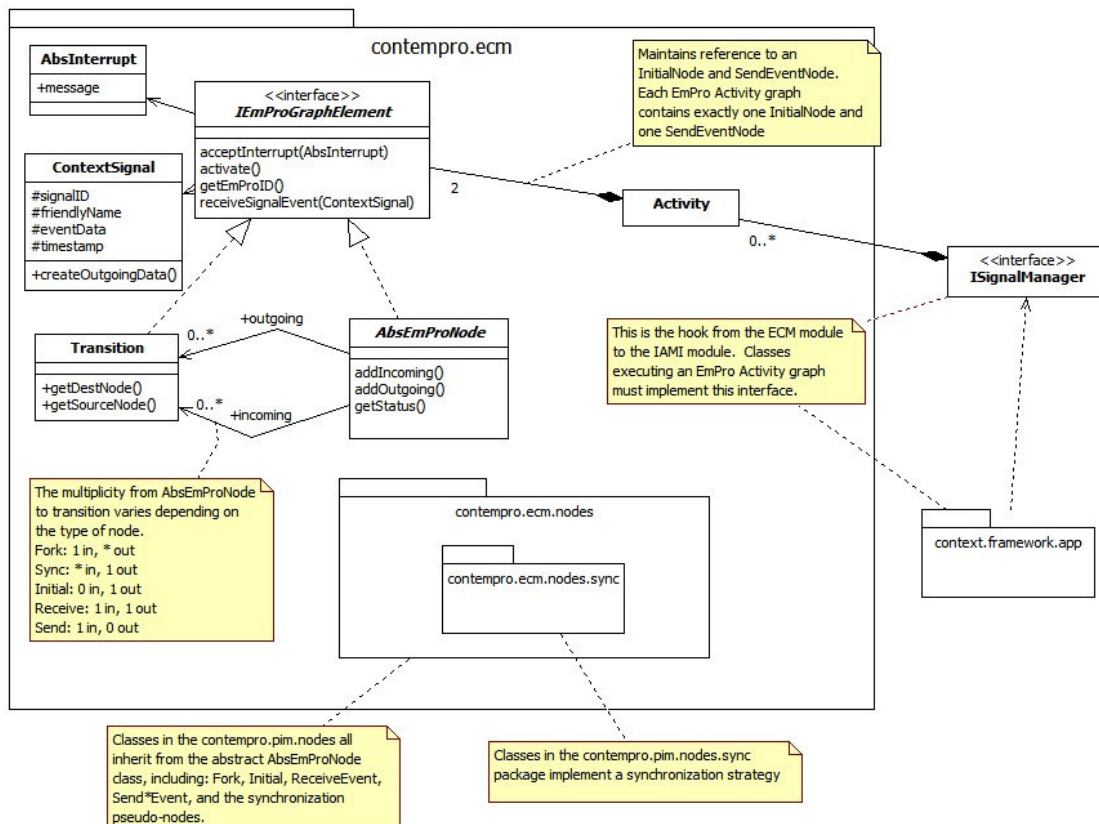 contempro.ecm
AbsInterrupt
+message
<<interface>>
IEmProGraphElement
acceptInterrupt(AbsInterrupt)
activate()
getEmProID()
receiveSignalEvent(ContextSignal)
Maintains reference to an
InitialNode and SendEventNode.
Each EmPro Activity graph
contains exactly one InitialNode and
one SendEventNode
ContextSignal
#signalID
#friendlyName
#eventData
#timestamp
+createOutgoingData()
2
Activity
0..*
<<interface>>
ISignalManager
+outgoing
0..*
Transition
+getDestNode()
+getSourceNode()
0..*
+incoming
AbsEmProNode
addIncoming()
addOutgoing()
getStatus()
This is the hook from the ECM module
to the IAMI module. Classes
executing an EmPro Activity graph
must implement this interface.
The multiplicity from AbsEmProNode
to transition varies depending on
the type of node.
Fork: 1 in, * out
Sync: * in, 1 out
Initial: 0 in, 1 out
Receive: 1 in, 1 out
Send: 1 in, 0 out
contempro.ecm.nodes
contempro.ecm.nodes.sync
context.framework.app
Classes in the contempro.pim.nodes all
inherit from the abstract AbsEmProNode
class, including: Fork, Initial, ReceiveEvent,
Send*Event, and the synchronization
pseudo-nodes.
Classes in the contempro.pim.nodes.sync
package implement a synchronization strategy